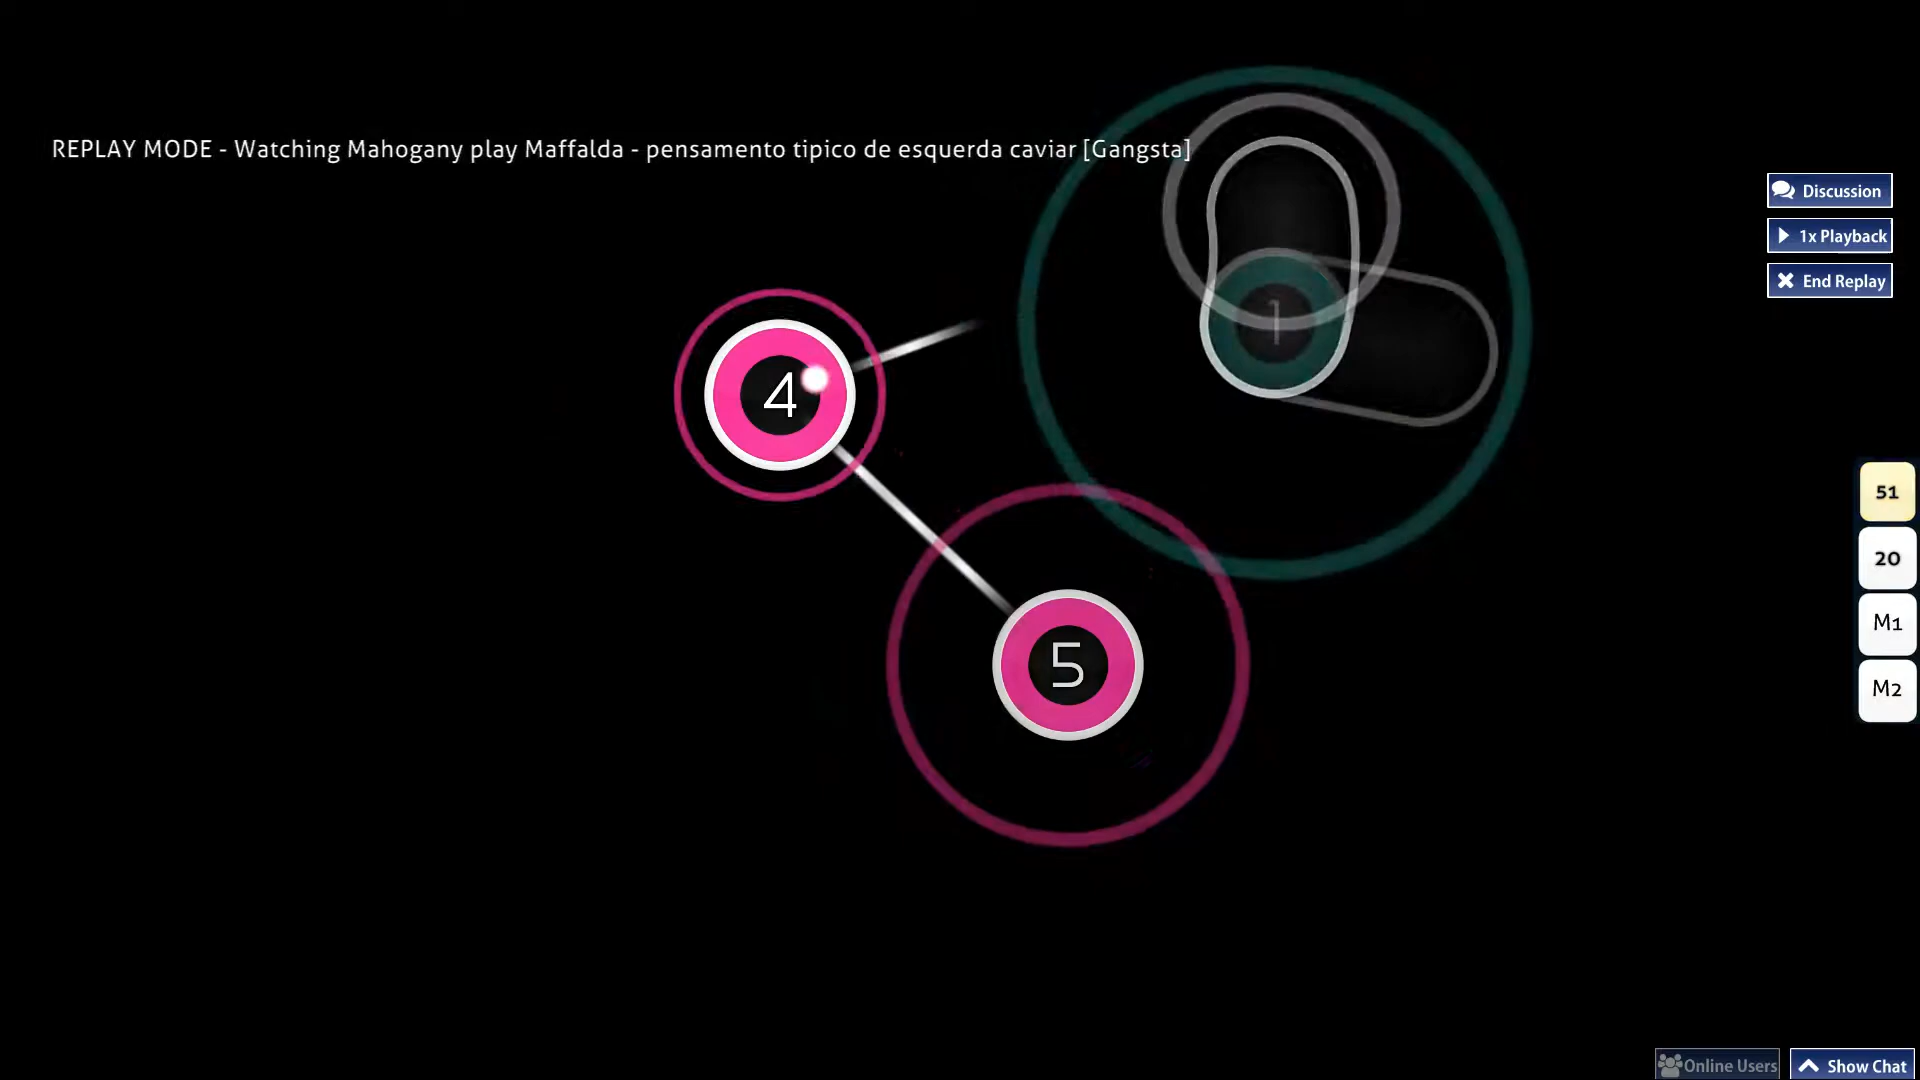 REPLAY MODE - Watching Mahogany play Maffalda - pensamento tipico de esquerda caviar [Gangsta]
Discussion
1x Playback
End Replay
1
4
51
20
M1
5
M2
Online Users
Show Chat